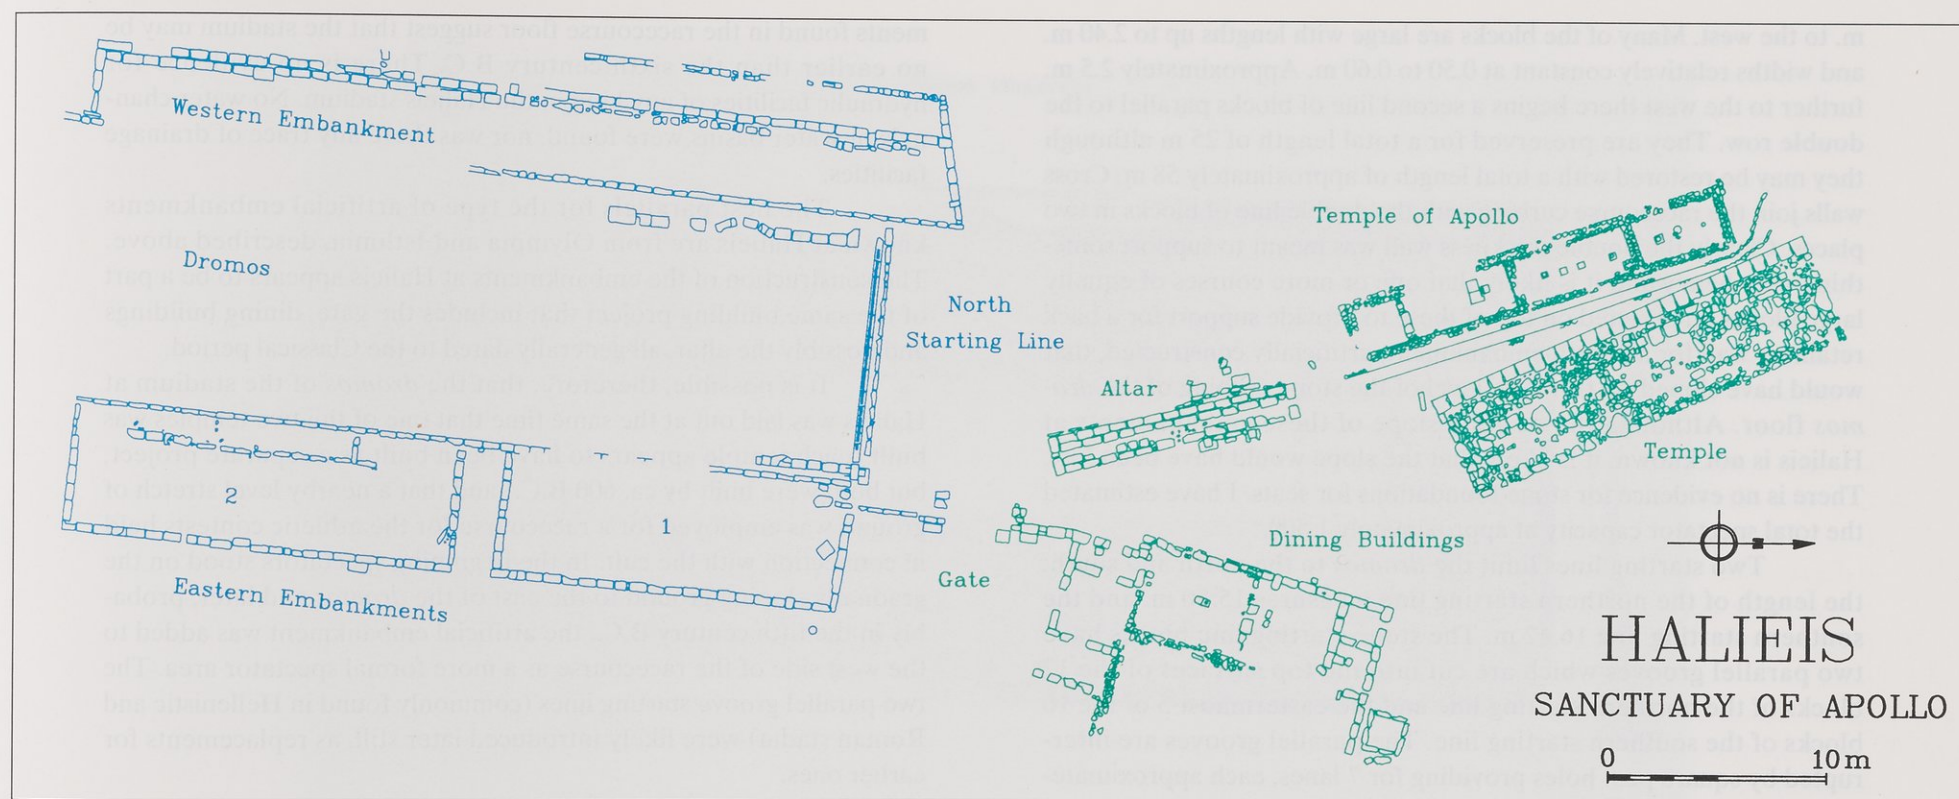 Western Embankment
Dromos
North
Starting Line
2
1
Eastern Embankments
Temple of Apollo
Altar
Temple
Dining Buildings
Gate
HALIEIS
SANCTUARY OF APOLLO
0 10m